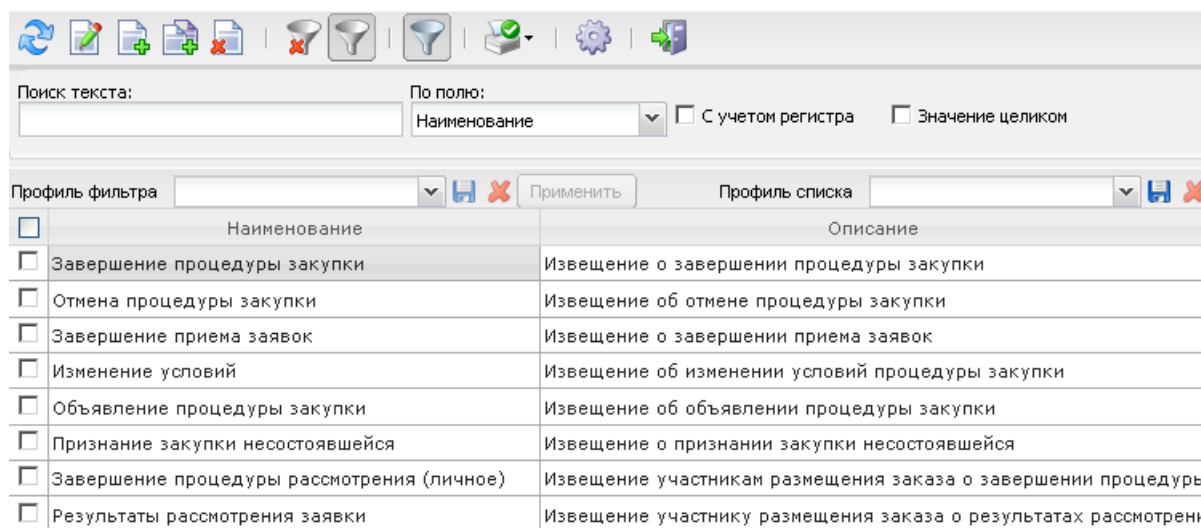 Поиск текста: По полю:
Наименование С учетом регистра Значение целиком
Профиль фильтра Применить Профиль списка
Наименование Описание
Завершение процедуры закупки Извещение о завершении процедуры закупки
Отмена процедуры закупки Извещение об отмене процедуры закупки
Завершение приема заявок Извещение о завершении приема заявок
Изменение условий Извещение об изменении условий процедуры закупки
Объявление процедуры закупки Извещение об объявлении процедуры закупки
Признание закупки несостоявшейся Извещение о признании закупки несостоявшейся
Завершение процедуры рассмотрения (личное) Извещение участникам размещения заказа о завершении процедуры
Результаты рассмотрения заявки Извещение участнику размещения заказа о результатах рассмотрени